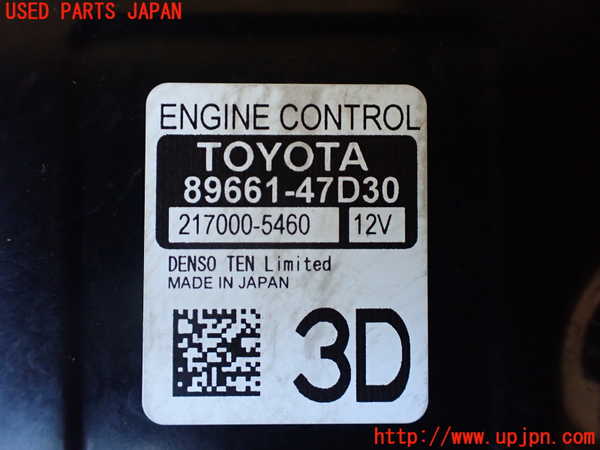 USED PARTS JAPAN
ENGINE CONTROL
TOYOTA
89661-47D30
217000-5460 12V
DENSO TEN Limited
MADE IN JAPAN
3D
http://www.upjpn.com